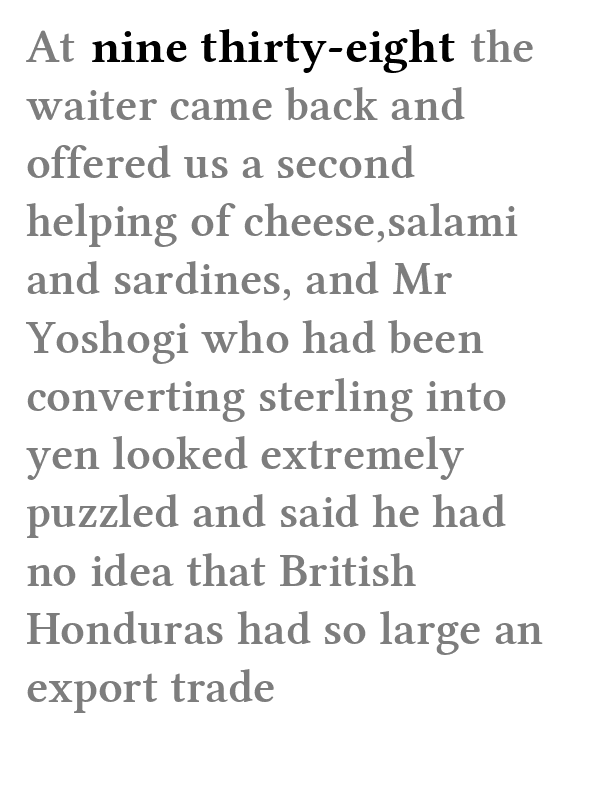 At nine thirty-eight the
waiter came back and
offered us a second
helping of cheese,salami
and sardines, and Mr
Yoshogi who had been
converting sterling into
yen looked extremely
puzzled and said he had
no idea that British
Honduras had so large an
export trade